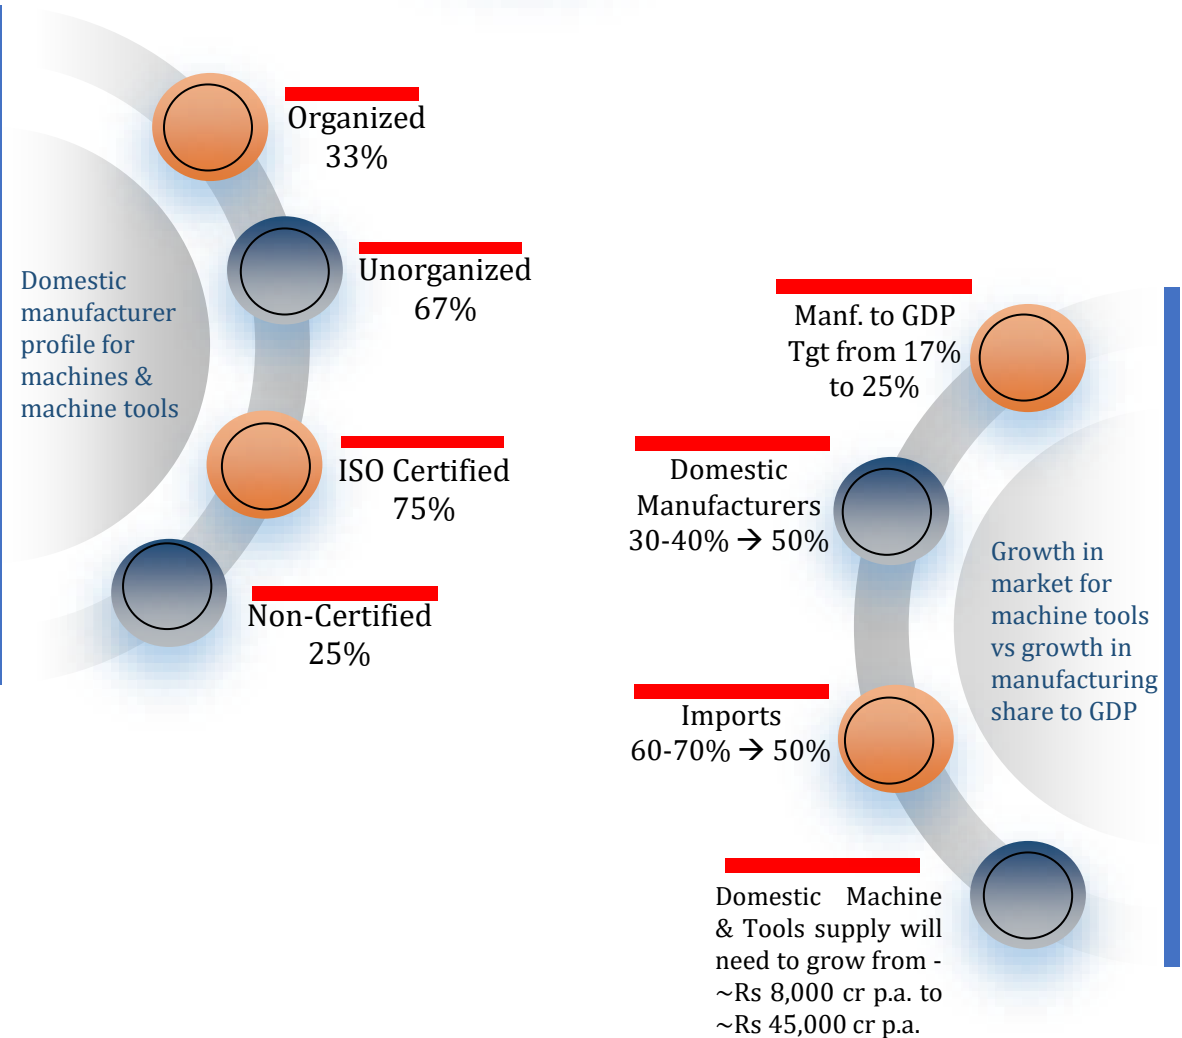 Domestic
manufacturer
profile for
machines &
machine tools
Organized
33%
Unorganized
67%
ISO Certified
75%
Non-Certified
25%
Manf. to GDP
Tgt from 17%
to 25%
Domestic
Manufacturers
30-40% → 50%
Imports
60-70% → 50%
Domestic Machine
& Tools supply will
need to grow from -
~Rs 8,000 cr p.a. to
~Rs 45,000 cr p.a.
Growth in
market for
machine tools
vs growth in
manufacturing
share to GDP